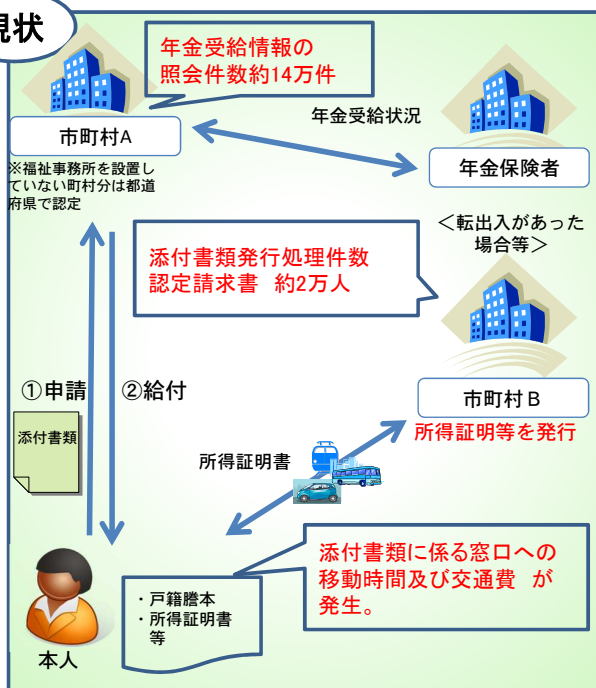 現状
年金受給情報の
照会件数約14万件
市町村A
年金受給状況
年金保険者
※福祉事務所を設置し
ていない町村分は都道
府県で認定
＜転出入があった
場合等＞
添付書類発行処理件数
認定請求書　約2万人
①申請
②給付
添付書類
市町村Ｂ
所得証明等を発行
所得証明書
添付書類に係る窓口への
移動時間及び交通費　が
発生。
・戸籍謄本
・所得証明書
等
本人